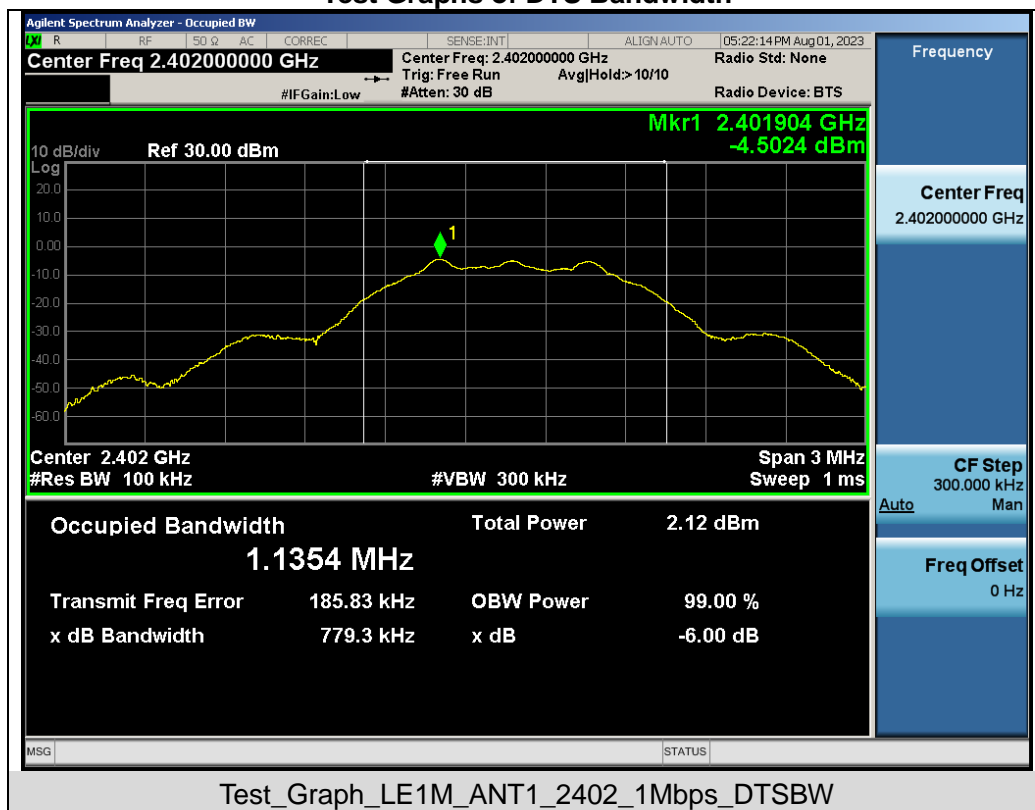 Test Graphs of DTS Bandwidth
Agilent Spectrum Analyzer - Occupied BW
LXI R RF 50 Ω AC CORREC SENSE:INT ALIGN AUTO 05:22:14 PM Aug 01, 2023
Center Freq 2.402000000 GHz
Center Freq: 2.402000000 GHz
Radio Std: None
Trig: Free Run Avg|Hold:> 10/10
#IFGain:Low #Atten: 30 dB
Radio Device: BTS
Frequency
Mkr1 2.401904 GHz
-4.5024 dBm
10 dB/div Ref 30.00 dBm
Log
20.0
10.0
0.00
-10.0
-20.0
-30.0
-40.0
-50.0
-60.0
1
Center 2.402 GHz Span 3 MHz
#Res BW 100 kHz #VBW 300 kHz Sweep 1 ms
Center Freq
2.402000000 GHz
CF Step
300.000 kHz
Auto Man
Freq Offset
0 Hz
Occupied Bandwidth Total Power 2.12 dBm
1.1354 MHz
Transmit Freq Error 185.83 kHz OBW Power 99.00 %
x dB Bandwidth 779.3 kHz x dB -6.00 dB
MSG STATUS
Test_Graph_LE1M_ANT1_2402_1Mbps_DTSBW